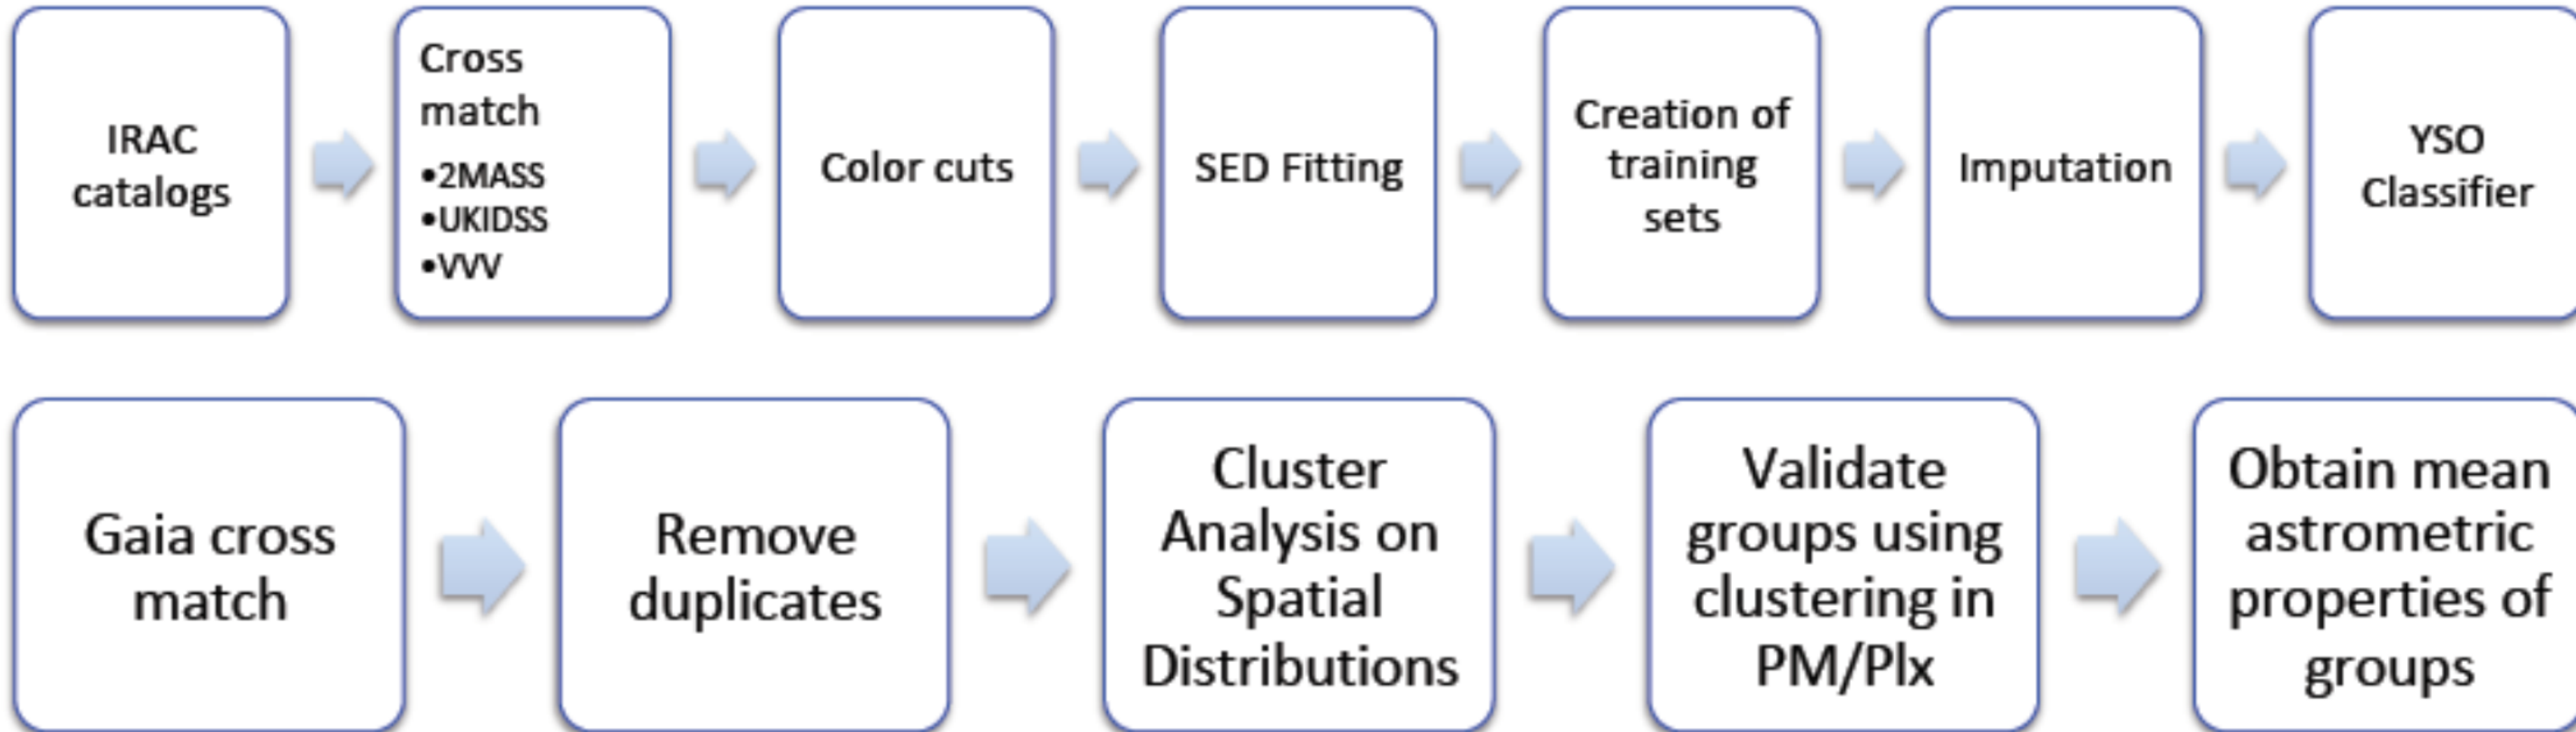 IRAC
catalogs
Cross
match
•2MASS
•UKIDSS
•VVV
Color cuts
SED Fitting
Creation of
training
sets
Imputation
YSO
Classifier
Gaia cross
match
Remove
duplicates
Cluster
Analysis on
Spatial
Distributions
Validate
groups using
clustering in
PM/Plx
Obtain mean
astrometric
properties of
groups